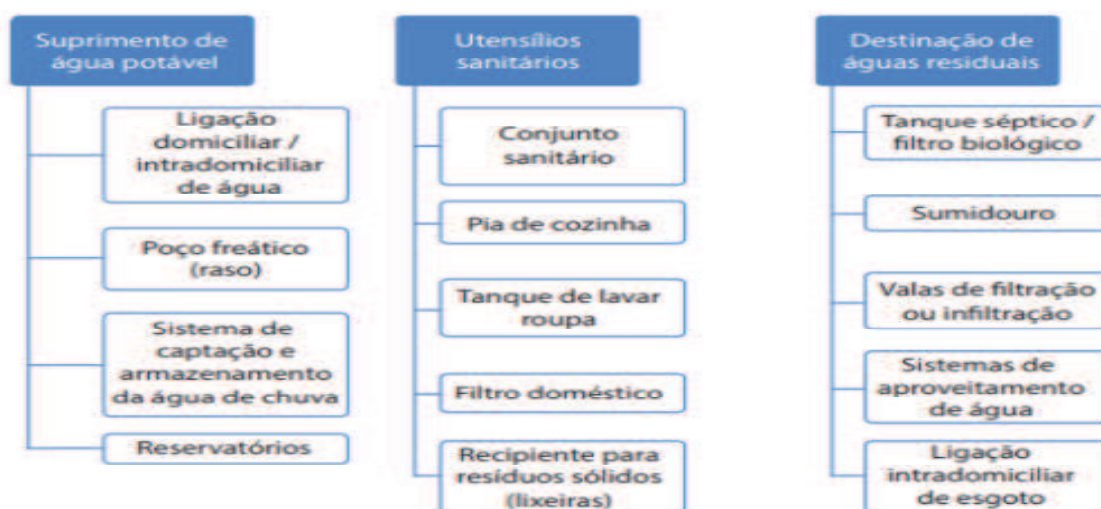 Suprimento de
água potável
Ligação
domiciliar /
intradomiciliar
de água
Poço freático
(raso)
Sistema de
captação e
armazenamento
da água de chuva
Reservatórios
Utensílios
sanitários
Conjunto
sanitário
Pia de cozinha
Tanque de lavar
roupa
Filtro doméstico
Recipiente para
resíduos sólidos
(lixeiras)
Destinação de
águas residuais
Tanque séptico /
filtro biológico
Sumidouro
Valas de filtração
ou infiltração
Sistemas de
aproveitamento
de água
Ligação
intradomiciliar
de esgoto